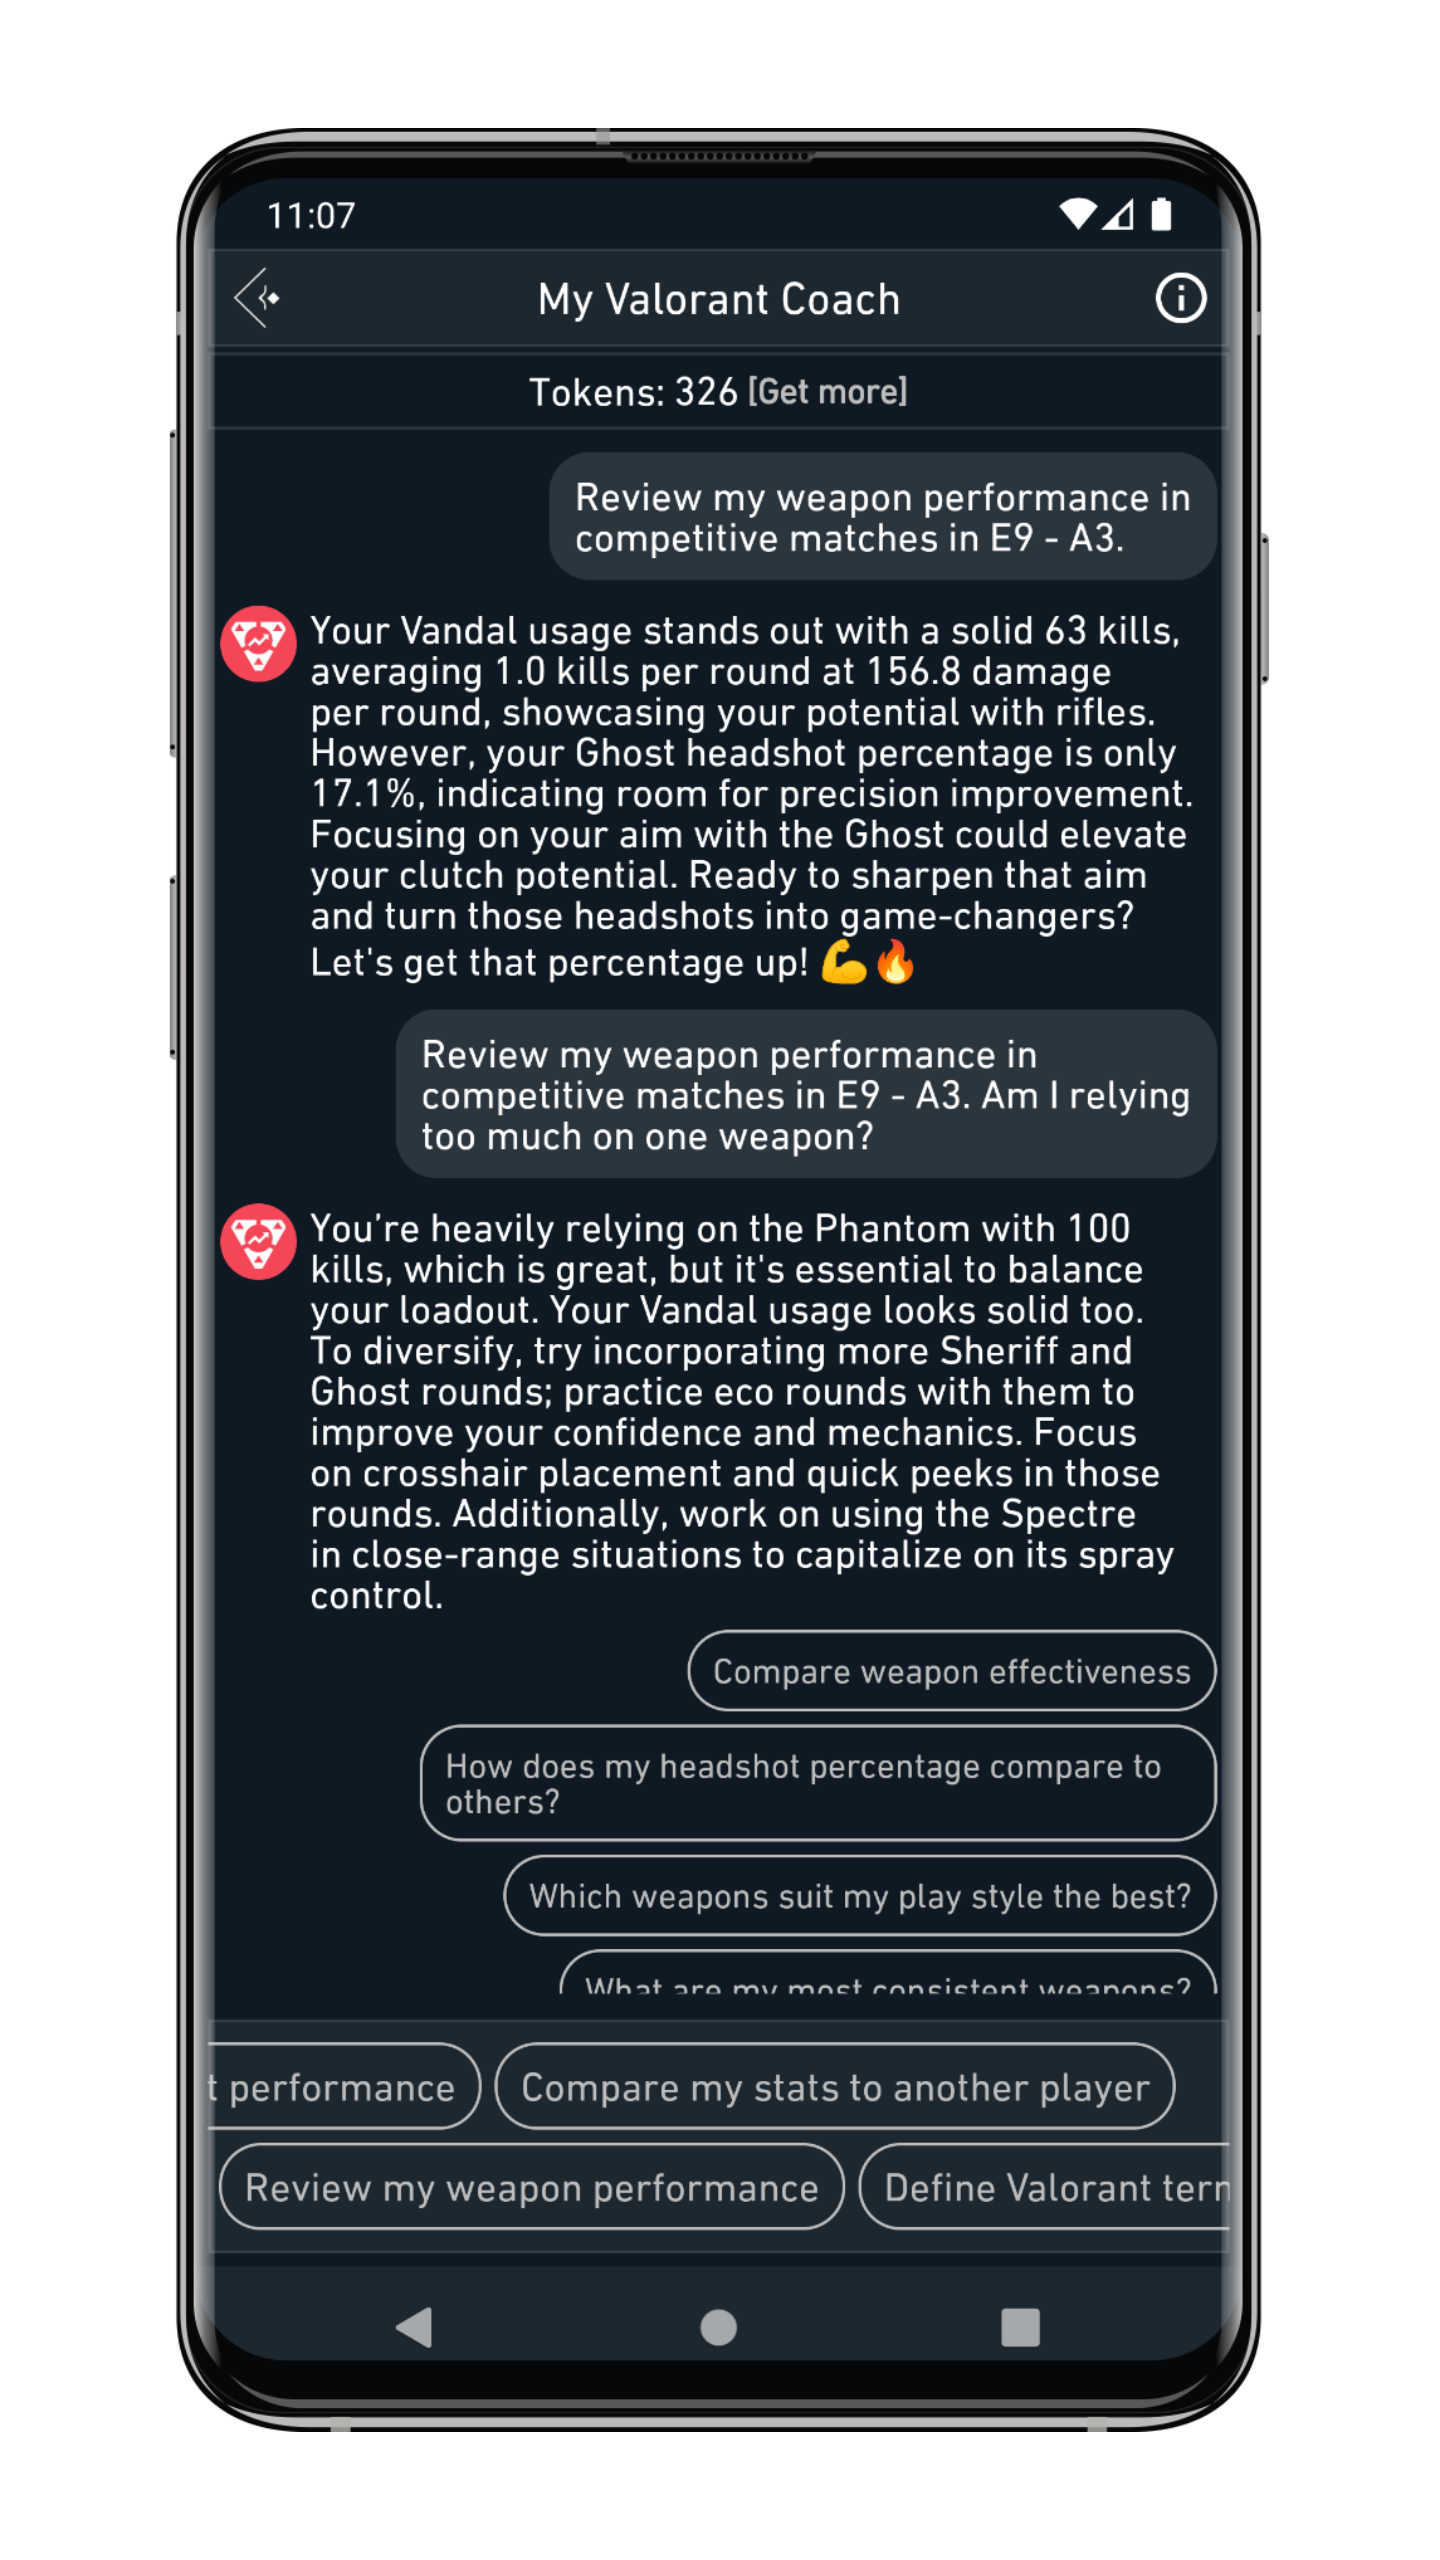 11:07
My Valorant Coach
Tokens: 326 [Get more]
Review my weapon performance in
competitive matches in E9 - A3.
Your Vandal usage stands out with a solid 63 kills,
averaging 1.0 kills per round at 156.8 damage
per round, showcasing your potential with rifles.
However, your Ghost headshot percentage is only
17.1%, indicating room for precision improvement.
Focusing on your aim with the Ghost could elevate
your clutch potential. Ready to sharpen that aim
and turn those headshots into game-changers?
Let's get that percentage up! 💪🔥
Review my weapon performance in
competitive matches in E9 - A3. Am I relying
too much on one weapon?
You’re heavily relying on the Phantom with 100
kills, which is great, but it's essential to balance
your loadout. Your Vandal usage looks solid too.
To diversify, try incorporating more Sheriff and
Ghost rounds; practice eco rounds with them to
improve your confidence and mechanics. Focus
on crosshair placement and quick peeks in those
rounds. Additionally, work on using the Spectre
in close-range situations to capitalize on its spray
control.
Compare weapon effectiveness
How does my headshot percentage compare to
others?
Which weapons suit my play style the best?
What are my most consistent weapons?
t performance
Compare my stats to another player
Review my weapon performance
Define Valorant